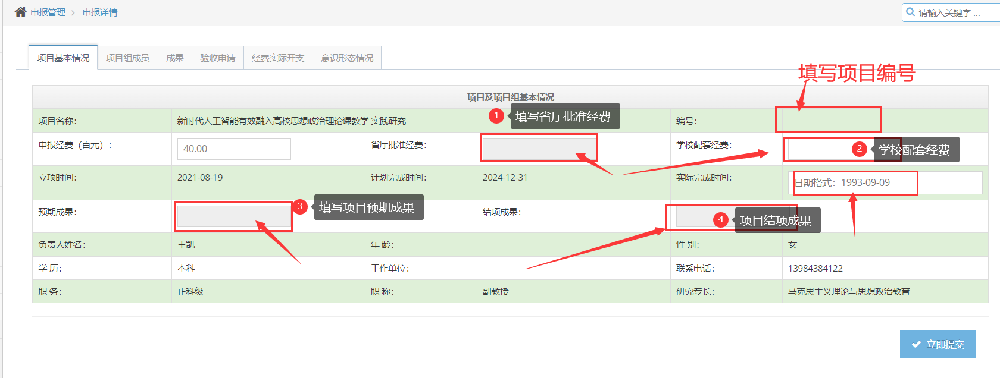 申报管理 > 申报详情
请输入关键字 ...
项目基本情况 项目组成员 成果 验收申请 经费实际开支 意识形态情况
填写项目编号
项目及项目组基本情况
项目名称： 新时代人工智能有效融入高校思想政治理论课教学 实践研究 1 填写省厅批准经费 编号：
申报经费（百元）： 40.00 省厅批准经费： 学校配套经费： 2 学校配套经费
立项时间： 2021-08-19 计划完成时间： 2024-12-31 实际完成时间： 日期格式：1993-09-09
预期成果： 3 填写项目预期成果 结项成果： 4 项目结项成果
负责人姓名： 王凯 年 龄： 性 别： 女
学 历： 本科 工作单位： 联系电话： 13984384122
职 务： 正科级 职 称： 副教授 研究专长： 马克思主义理论与思想政治教育
立即提交